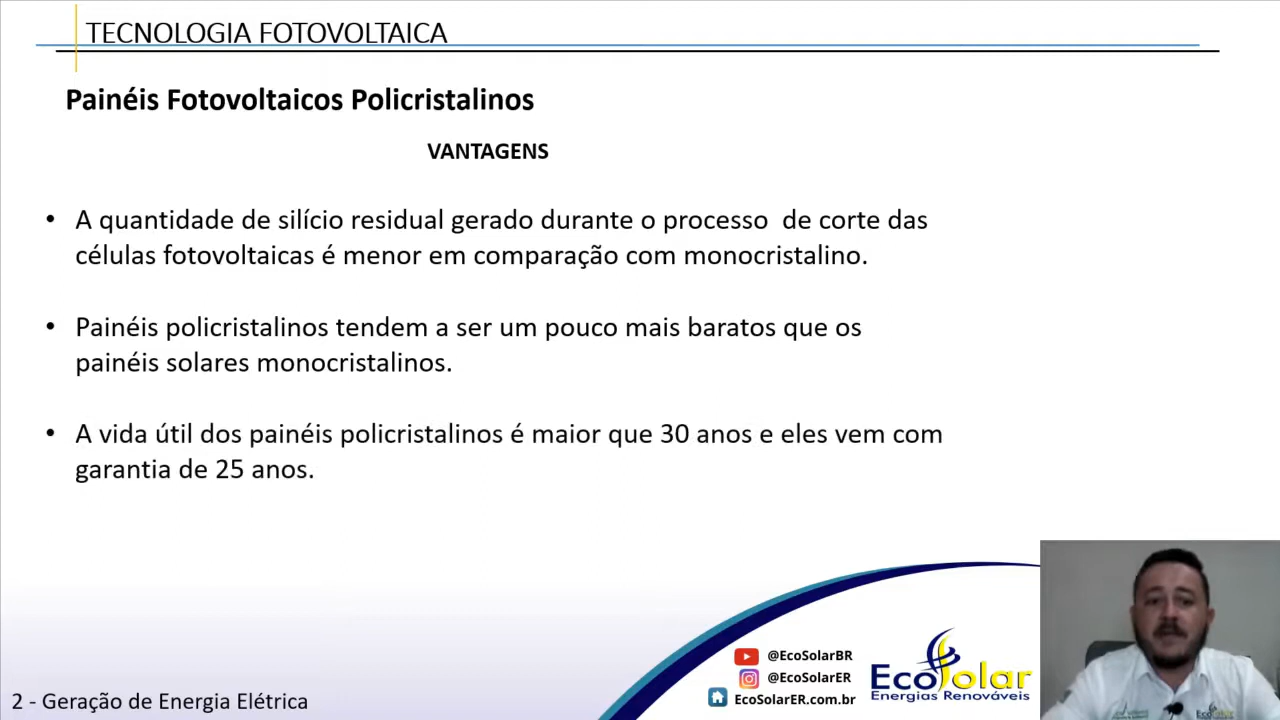 TECNOLOGIA FOTOVOLTAICA
Painéis Fotovoltaicos Policristalinos
VANTAGENS
• A quantidade de silício residual gerado durante o processo  de corte das
células fotovoltaicas é menor em comparação com monocristalino.
• Painéis policristalinos tendem a ser um pouco mais baratos que os
painéis solares monocristalinos.
• A vida útil dos painéis policristalinos é maior que 30 anos e eles vem com
garantia de 25 anos.
@EcoSolarBR
@EcoSolarER
EcoSolarER.com.br
EcoSolar
Energias Renováveis
2 - Geração de Energia Elétrica